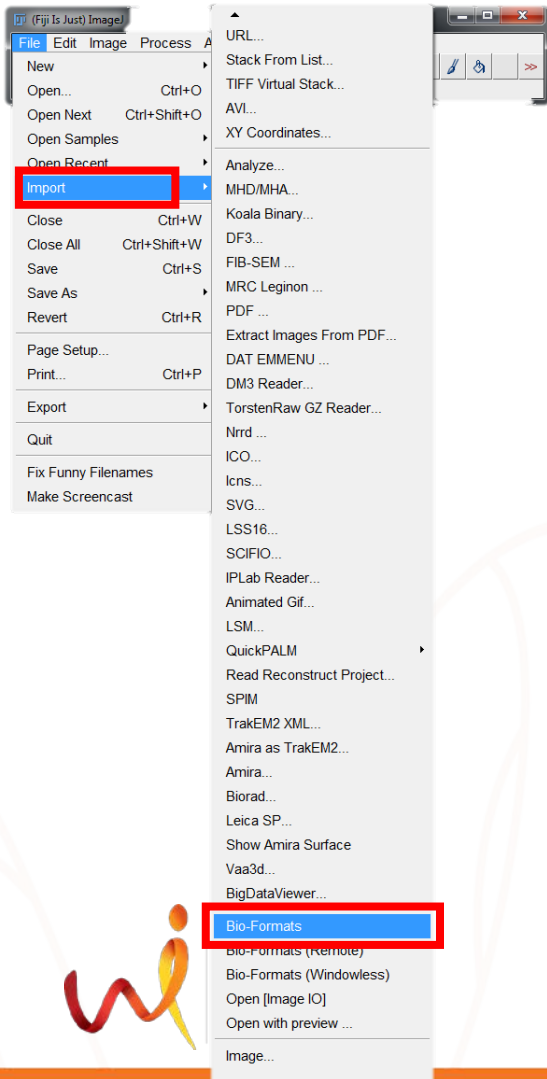 (Fiji Is Just) ImageJ
File Edit Image Process A
New
Open... Ctrl+O
Open Next Ctrl+Shift+O
Open Samples
Open Recent
Import
Close Ctrl+W
Close All Ctrl+Shift+W
Save Ctrl+S
Save As
Revert Ctrl+R
Page Setup...
Print... Ctrl+P
Export
Quit
Fix Funny Filenames
Make Screencast
URL...
Stack From List...
TIFF Virtual Stack...
AVI...
XY Coordinates...
Analyze...
MHD/MHA...
Koala Binary...
DF3...
FIB-SEM ...
MRC Leginon ...
PDF ...
Extract Images From PDF...
DAT EMMENU ...
DM3 Reader...
TorstenRaw GZ Reader...
Nrrd ...
ICO...
Icns...
SVG...
LSS16...
SCIFIO...
IPLab Reader...
Animated Gif...
LSM...
QuickPALM
Read Reconstruct Project...
SPIM
TrakEM2 XML...
Amira as TrakEM2...
Amira...
Biorad...
Leica SP...
Show Amira Surface
Vaa3d...
BigDataViewer...
Bio-Formats
Bio-Formats (Remote)
Bio-Formats (Windowless)
Open [Image IO]
Open with preview ...
Image...